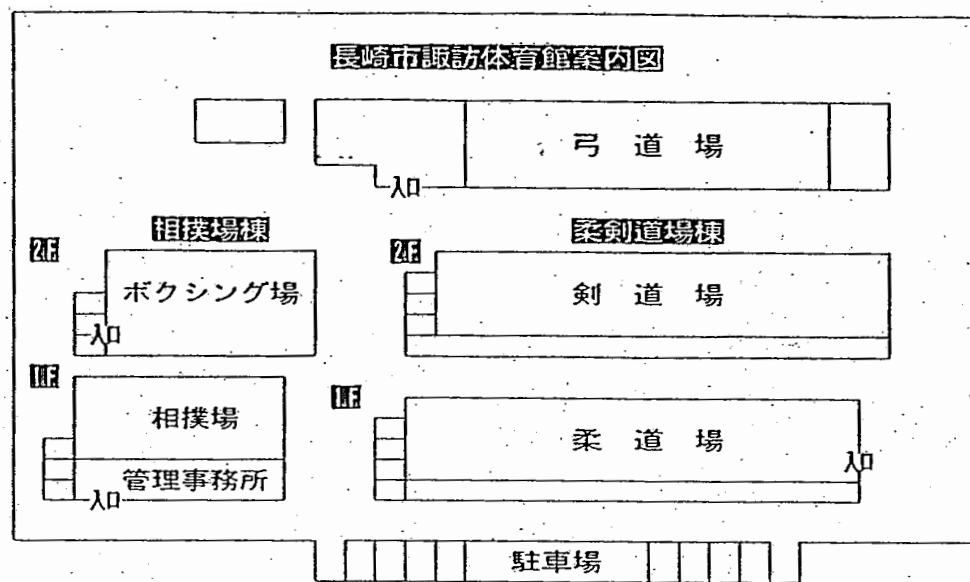 長崎市諏訪体育館案内図
弓道場
入口
相撲場棟
柔剣道場棟
2F
2F
ボクシング場
剣道場
入口
1F
1F
相撲場
柔道場
入口
管理事務所
入口
駐車場